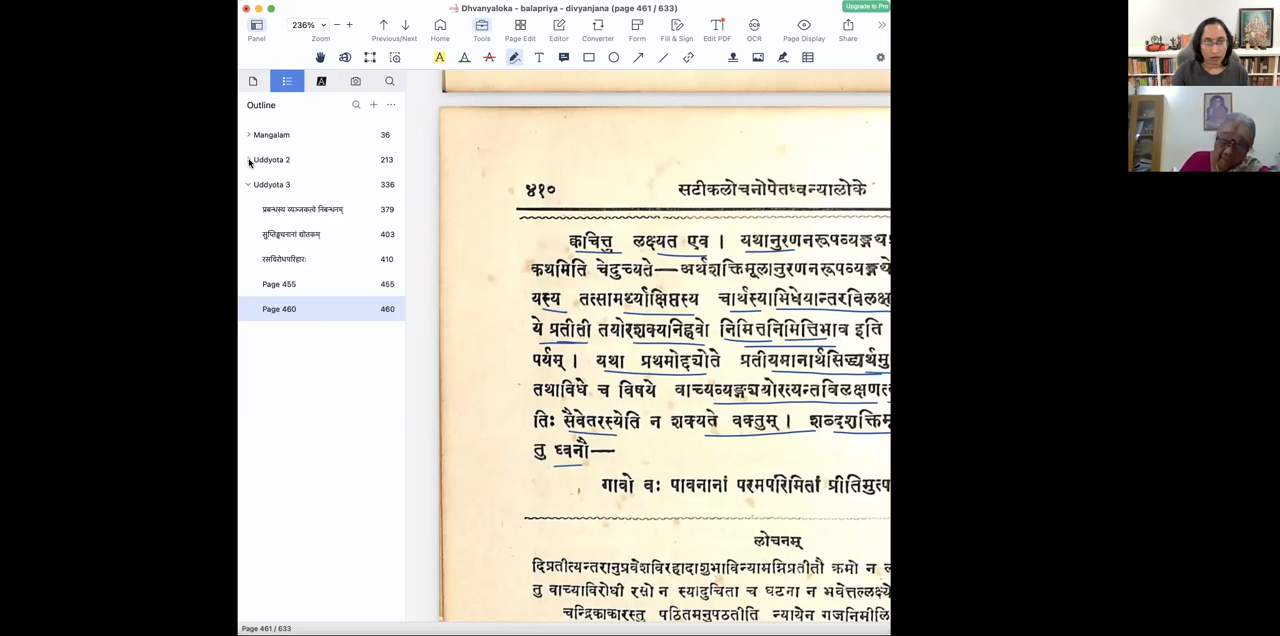 Dhvanyaloka - balapriya - divyanjana (page 461 / 633)
Upgrade to Pro
236%
Panel
Zoom
Previous/Next
Home
Tools
Page Edit
Editor
Converter
Form
Fill & Sign
Edit PDF
OCR
Page Display
Share
Outline
Mangalam 36
Uddyota 2 213
Uddyota 3 336
प्रबन्धस्य व्यञ्जकत्वे निबन्धनम् 379
सुप्तिङ्वचनानां द्योतकम् 403
रसविरोधपरिहारः 410
Page 455 455
Page 460 460
४१० सटीकलोचनोपेतध्वन्यालोके
क्वचित्तु लक्ष्यत एव । यथानुरणनरूपव्यङ्गय
कथमिति चेदुच्यते—अर्थशक्तिमूलानुरणनरूपव्यङ्गये
यस्य तत्सामर्थ्याक्षिप्तस्य चार्थस्याभिधेयान्तरविलक्ष
ये प्रतीती तयोरशक्यनिह्नवो निमित्तनिमित्तिभाव इति
पर्यम् । यथा प्रथमोद्द्योते प्रतीयमानार्थसिद्ध्यर्थमु
तथाविधे च विषये वाच्यव्यङ्गययोरत्यन्तविलक्षणत
तिः सैवेतरस्येति न शक्यते वक्तुम् । शब्दशक्तिम
तु ध्वनौ—
गावो वः पावनानां परमपरिमितां प्रीतिमुत्प
लोचनम्
दिप्रतीत्यन्तरानुप्रवेशविरहादाशुभाविन्यामपि प्रतीतौ क्रमो न ल
तु वाच्याविरोधी रसो न स्यादुचिता च घटना न भवेत्तल्लक्ष्य
चन्द्रिकाकारस्तु पठितमनुपठतीति न्यायेन गजनिमीलि
Page 461 / 633